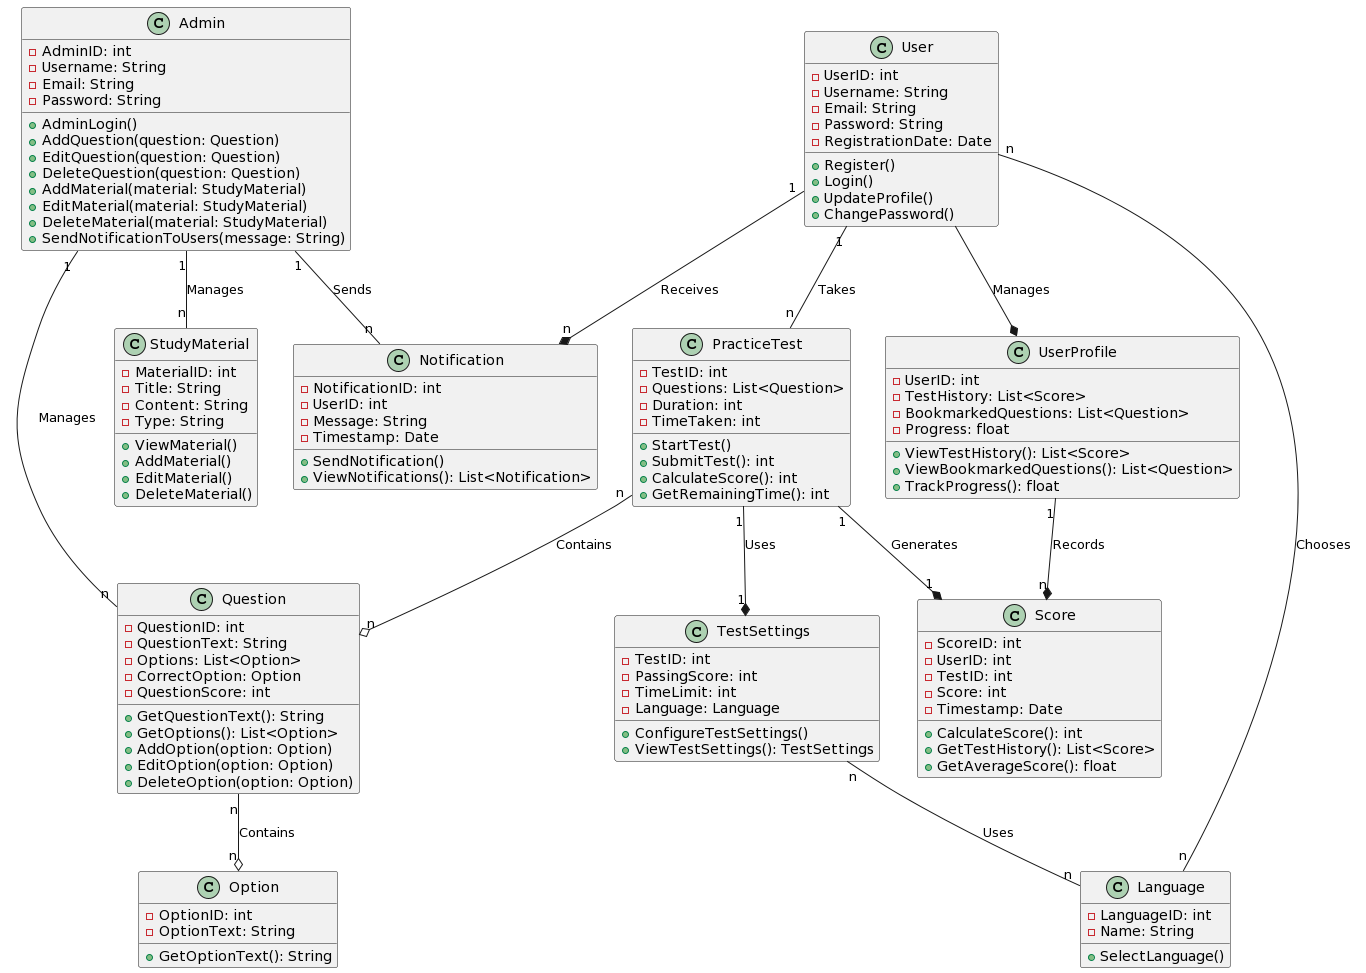 C Admin
AdminID: int
Username: String
Email: String
Password: String
AdminLogin()
AddQuestion(question: Question)
EditQuestion(question: Question)
DeleteQuestion(question: Question)
AddMaterial(material: StudyMaterial)
EditMaterial(material: StudyMaterial)
DeleteMaterial(material: StudyMaterial)
SendNotificationToUsers(message: String)
C User
UserID: int
Username: String
Email: String
Password: String
RegistrationDate: Date
Register()
Login()
UpdateProfile()
ChangePassword()
1
1
1
1
1
n
Manages
Sends
Receives
Takes
Manages
n
n
n
n
C StudyMaterial
MaterialID: int
Title: String
Content: String
Type: String
ViewMaterial()
AddMaterial()
EditMaterial()
DeleteMaterial()
C Notification
NotificationID: int
UserID: int
Message: String
Timestamp: Date
SendNotification()
ViewNotifications(): List<Notification>
C PracticeTest
TestID: int
Questions: List<Question>
Duration: int
TimeTaken: int
StartTest()
SubmitTest(): int
CalculateScore(): int
GetRemainingTime(): int
C UserProfile
UserID: int
TestHistory: List<Score>
BookmarkedQuestions: List<Question>
Progress: float
ViewTestHistory(): List<Score>
ViewBookmarkedQuestions(): List<Question>
TrackProgress(): float
Manages
n
1
1
1
Contains
Uses
Generates
Records
Chooses
n
n
1
1
n
C Question
QuestionID: int
QuestionText: String
Options: List<Option>
CorrectOption: Option
QuestionScore: int
GetQuestionText(): String
GetOptions(): List<Option>
AddOption(option: Option)
EditOption(option: Option)
DeleteOption(option: Option)
C TestSettings
TestID: int
PassingScore: int
TimeLimit: int
Language: Language
ConfigureTestSettings()
ViewTestSettings(): TestSettings
C Score
ScoreID: int
UserID: int
TestID: int
Score: int
Timestamp: Date
CalculateScore(): int
GetTestHistory(): List<Score>
GetAverageScore(): float
n
n
Contains
Uses
n
n
n
C Option
OptionID: int
OptionText: String
GetOptionText(): String
C Language
LanguageID: int
Name: String
SelectLanguage()